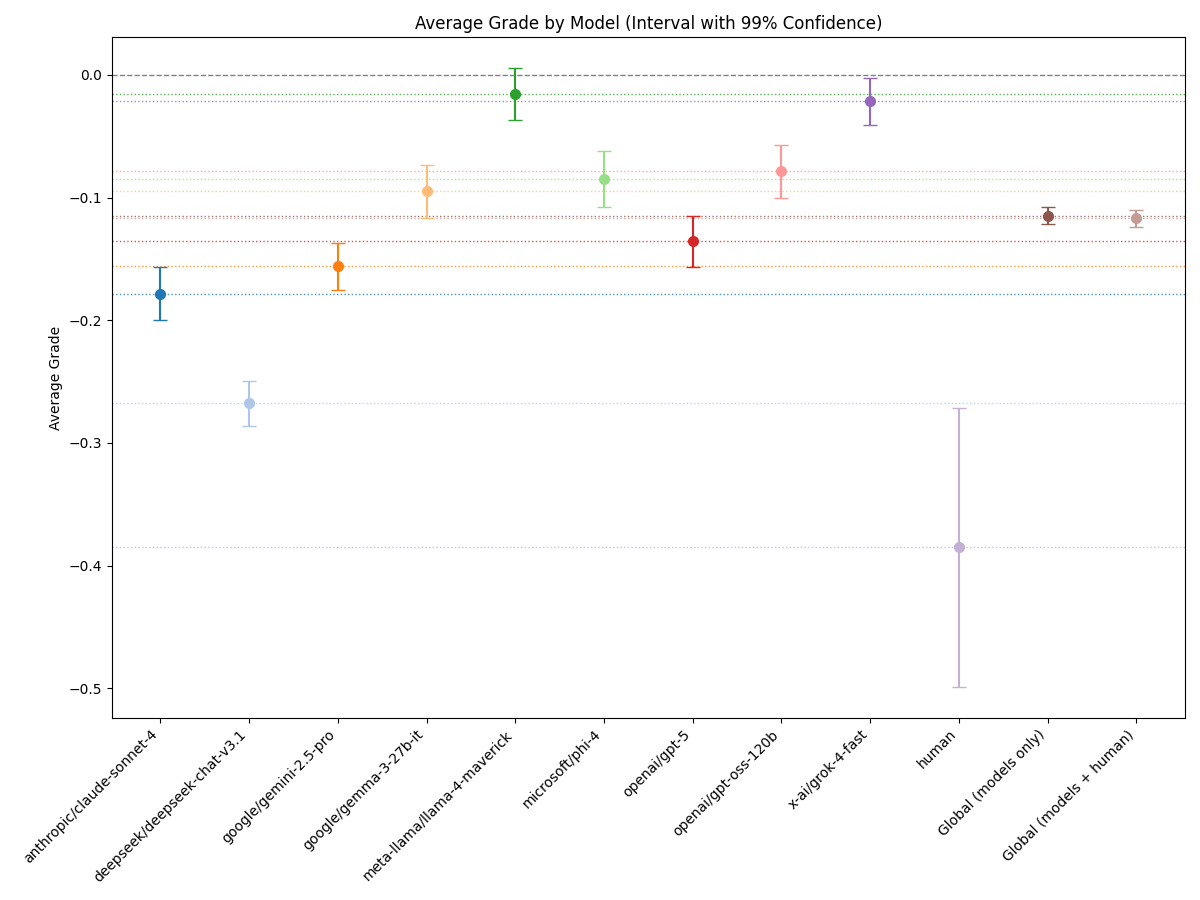 Average Grade by Model (Interval with 99% Confidence)
Average Grade
0.0
−0.1
−0.2
−0.3
−0.4
−0.5
anthropic/claude-sonnet-4
deepseek/deepseek-chat-v3.1
google/gemini-2.5-pro
google/gemma-3-27b-it
meta-llama/llama-4-maverick
microsoft/phi-4
openai/gpt-5
openai/gpt-oss-120b
x-ai/grok-4-fast
human
Global (models only)
Global (models + human)